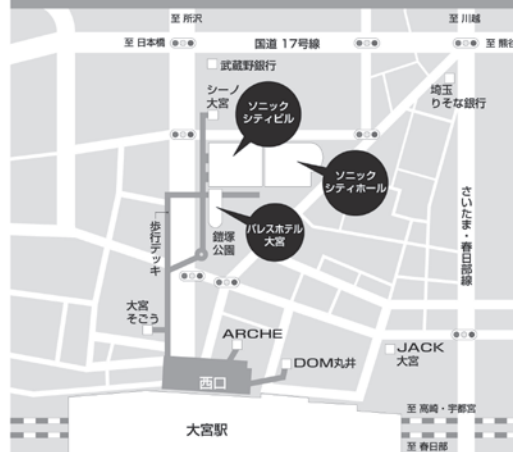 至 所沢
至 川越
至 日本橋
国道 17号線
至 熊谷
武蔵野銀行
シーノ
大宮
ソニック
シティビル
埼玉
りそな銀行
ソニック
シティホール
パレスホテル
大宮
鐙塚
公園
歩行デッキ
さいたま・春日部線
大宮
そごう
ARCHE
DOM丸井
JACK
大宮
西口
至 高崎・宇都宮
大宮駅
至 春日部